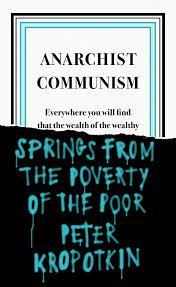 ANARCHIST
COMMUNISM
Everywhere you will find
that the wealth of the wealthy
SPRINGS FROM
THE POVERTY
OF THE POOR
PETER
KROPOTKIN